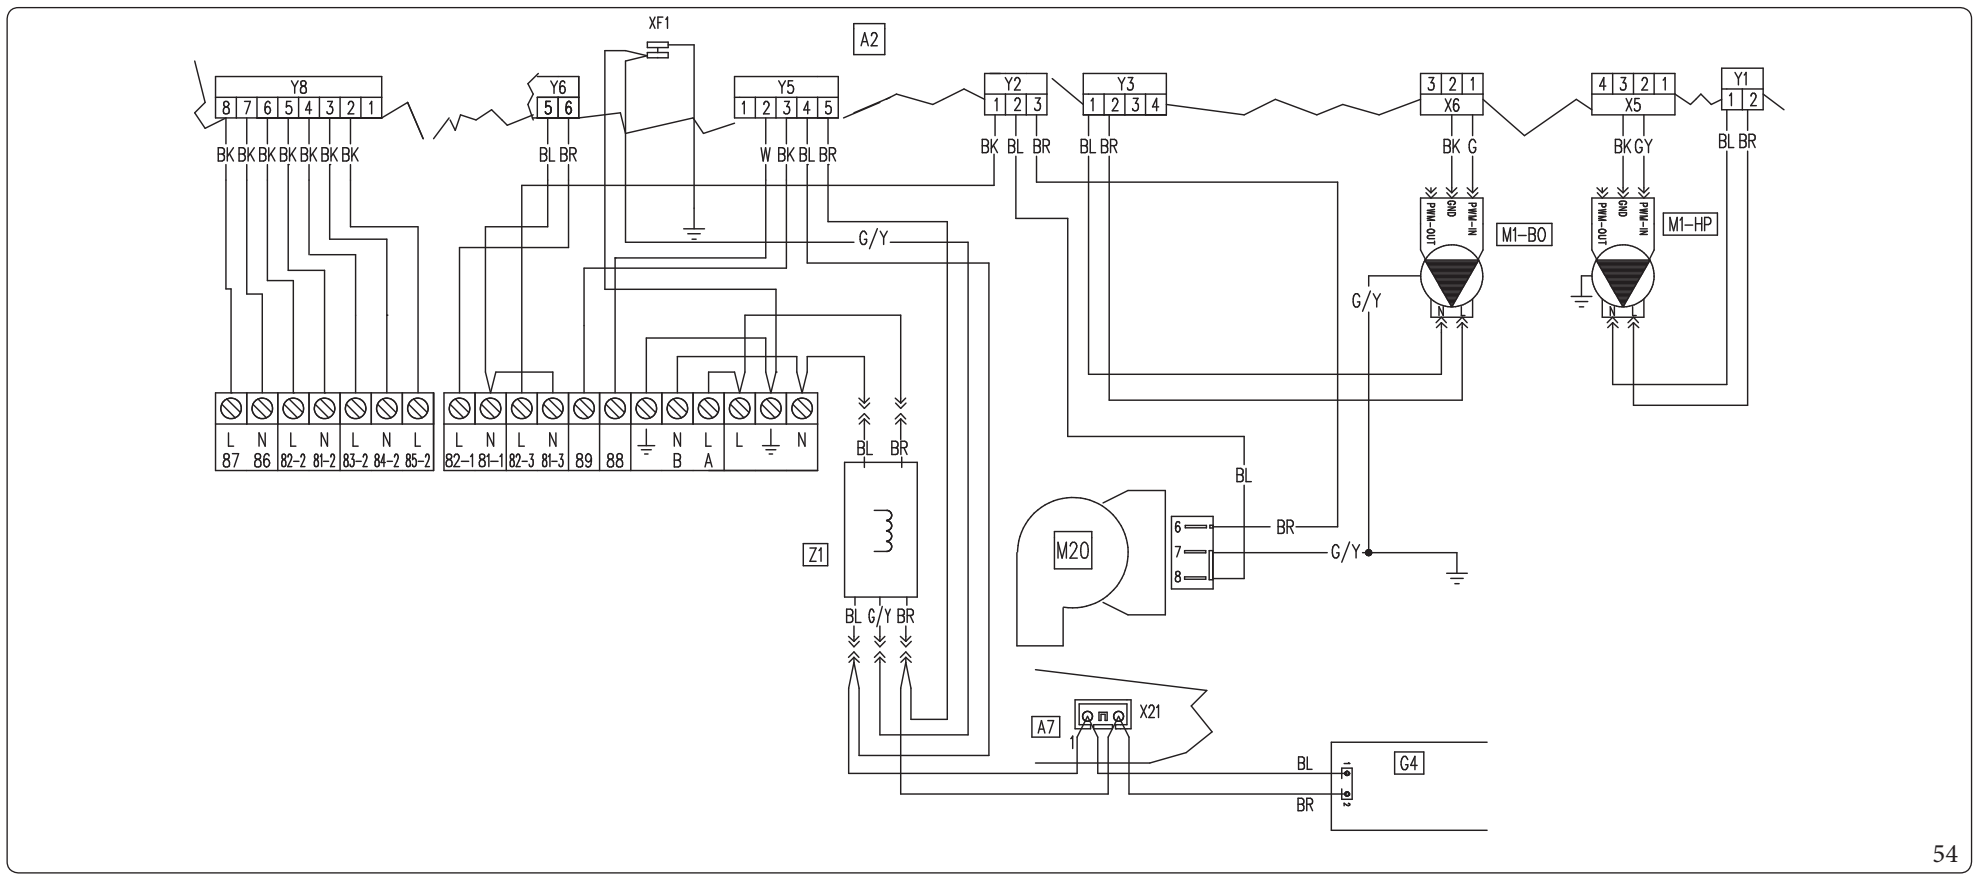 XF1
A2
Y8
Y6
Y5
Y2
Y3
3 2 1
4 3 2 1
Y1
8 7 6 5 4 3 2 1
5 6
1 2 3 4 5
1 2 3
1 2 3 4
X6
X5
1 2
BK BK BK BK BK BK BK
BL BR
W BK BL BR
BK BL BR
BL BR
BK G
BK GY
BL BR
PWM-OUT GND PWM-IN
M1-BO
PWM-OUT GND PWM-IN
M1-HP
G/Y
G/Y
N L
N L
L N L N L N L
L N L N
N L L N
87 86 82-2 81-2 83-2 84-2 85-2
82-1 81-1 82-3 81-3 89 88 B A
BL BR
BL
Z1
M20
6 BR
7 G/Y
8
BL G/Y BR
A7
X21
1
BL
1
G4
BR
2
54